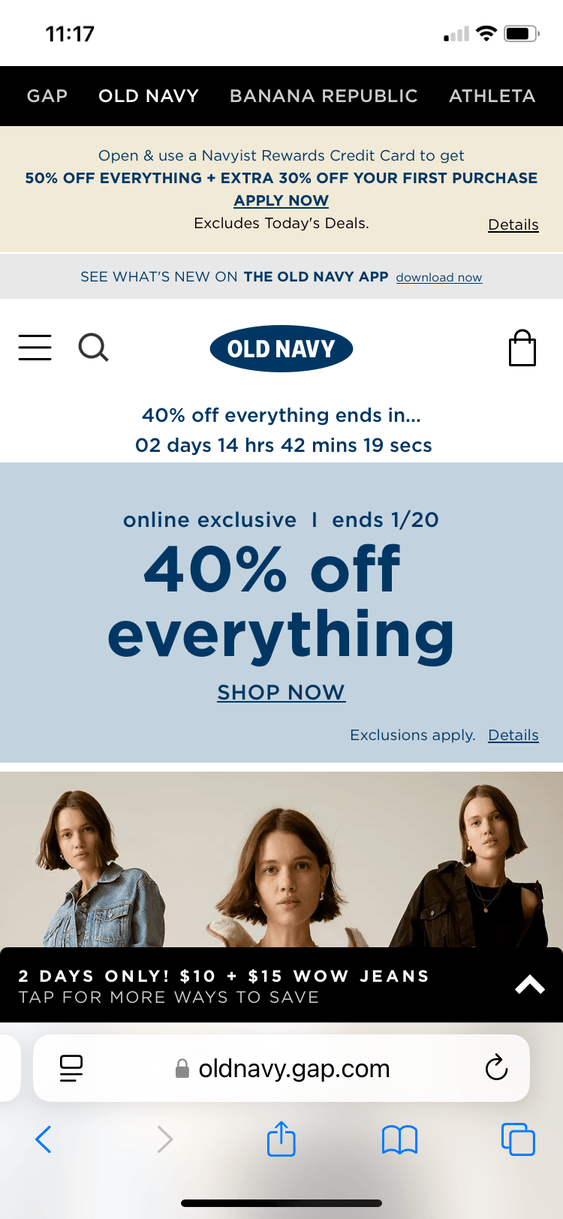 11:17
GAP OLD NAVY BANANA REPUBLIC ATHLETA
Open & use a Navyist Rewards Credit Card to get
50% OFF EVERYTHING + EXTRA 30% OFF YOUR FIRST PURCHASE
APPLY NOW
Excludes Today's Deals. Details
SEE WHAT'S NEW ON THE OLD NAVY APP download now
OLD NAVY
40% off everything ends in...
02 days 14 hrs 42 mins 19 secs
online exclusive I ends 1/20
40% off
everything
SHOP NOW
Exclusions apply. Details
2 DAYS ONLY! $10 + $15 WOW JEANS
TAP FOR MORE WAYS TO SAVE
oldnavy.gap.com